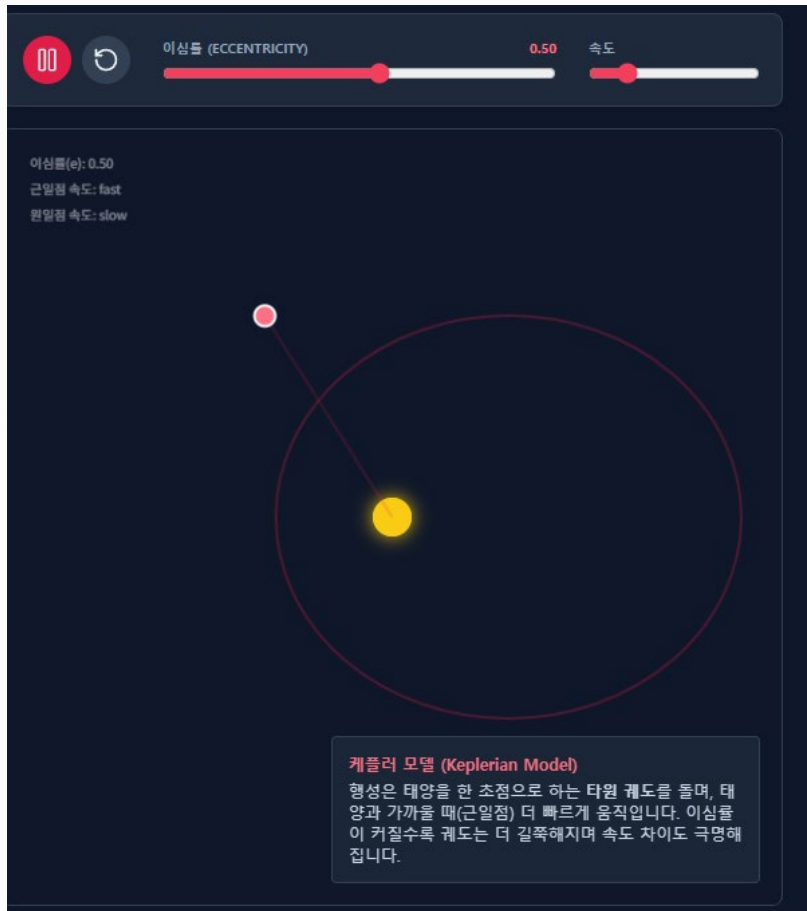 이심률 (ECCENTRICITY)
0.50
속도
이심률(e): 0.50
근일점 속도: fast
원일점 속도: slow
케플러 모델 (Keplerian Model)
행성은 태양을 한 초점으로 하는 타원 궤도를 돌며, 태
양과 가까울 때(근일점) 더 빠르게 움직입니다. 이심률
이 커질수록 궤도는 더 길쭉해지며 속도 차이도 극명해
집니다.